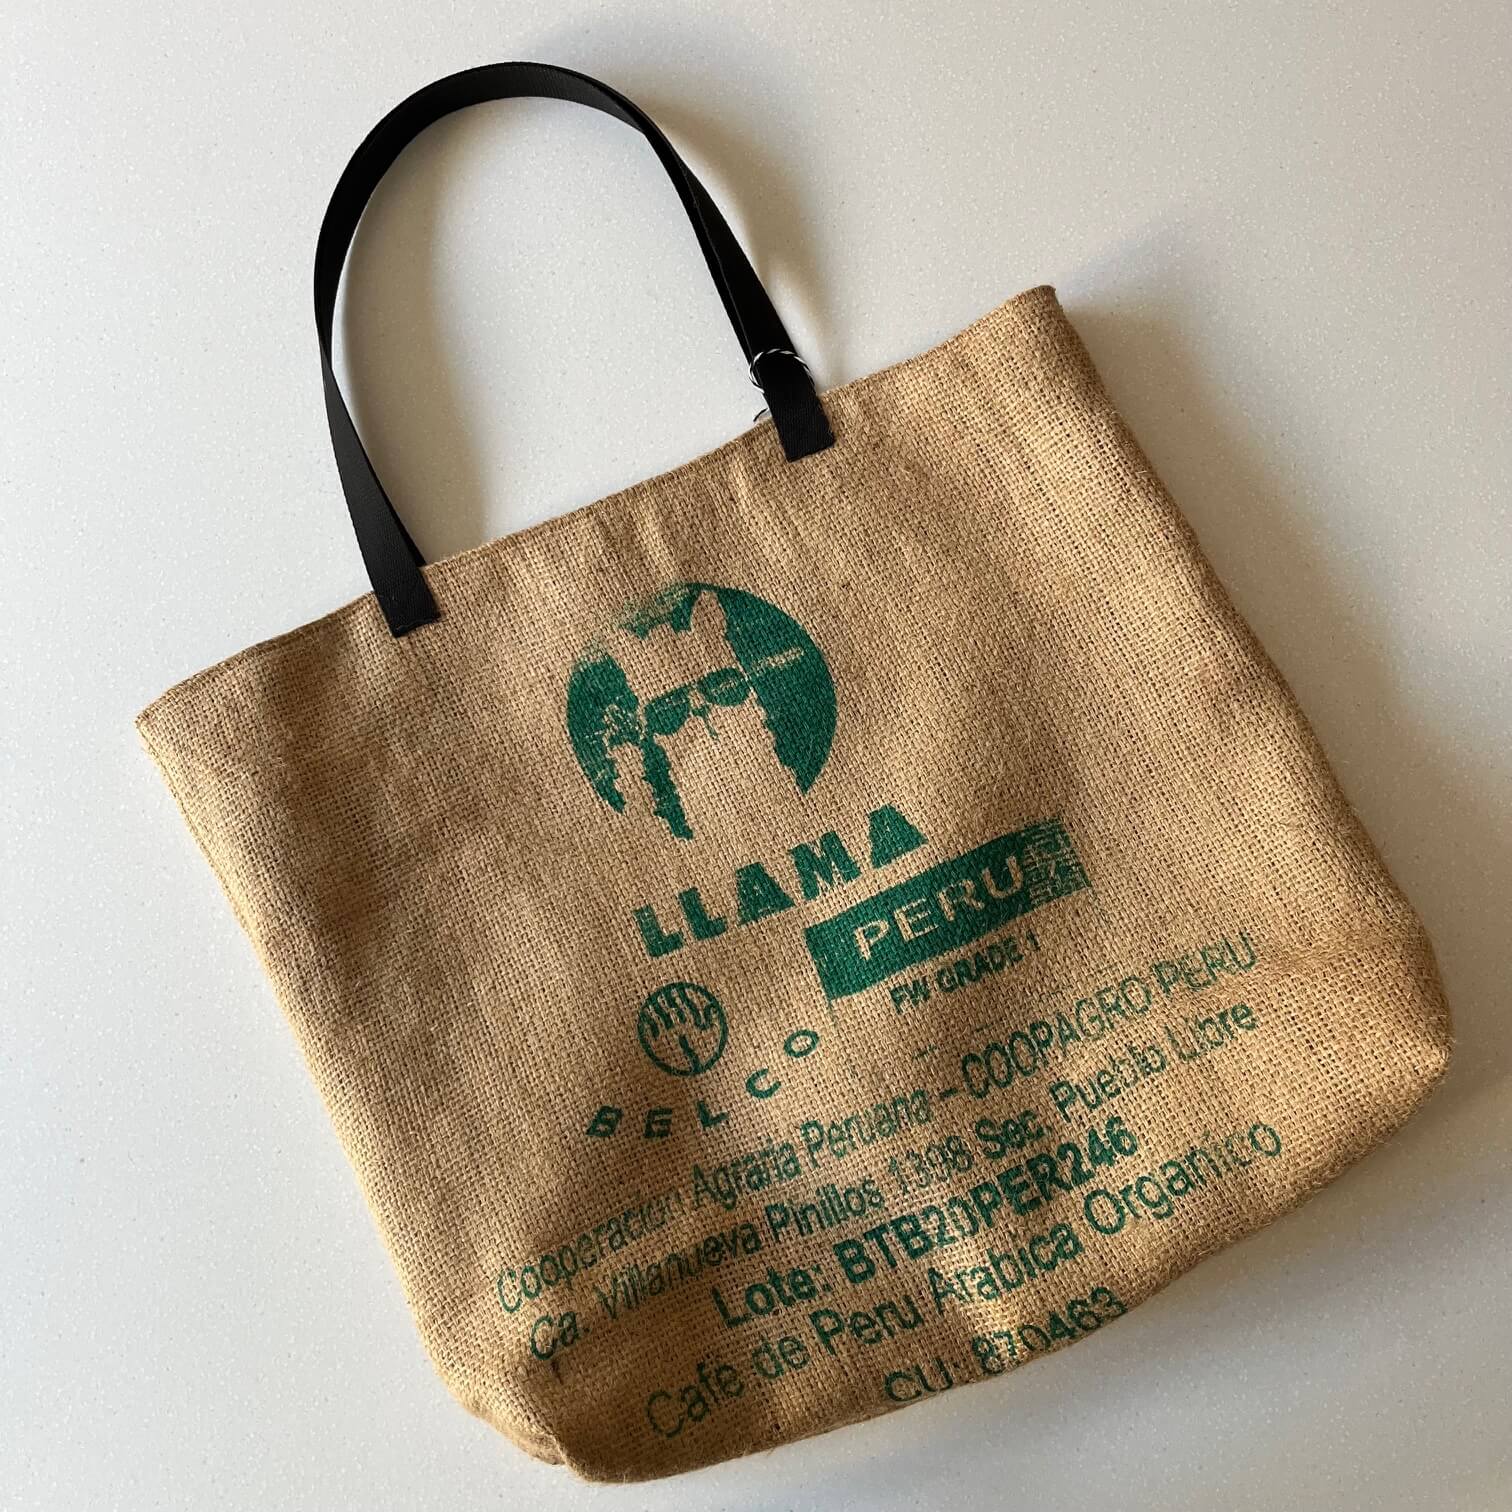 LLAMA
PERU
FW GRADE 1
BELCO
Cooperacion Agraria Peruana - COOPAGRO PERU
Ca. Villanueva Pinillos 1398 Sec. Pueblo Libre
Lote: BTB20PER246
Cafe de Peru Arabica Organico
CU: 870463